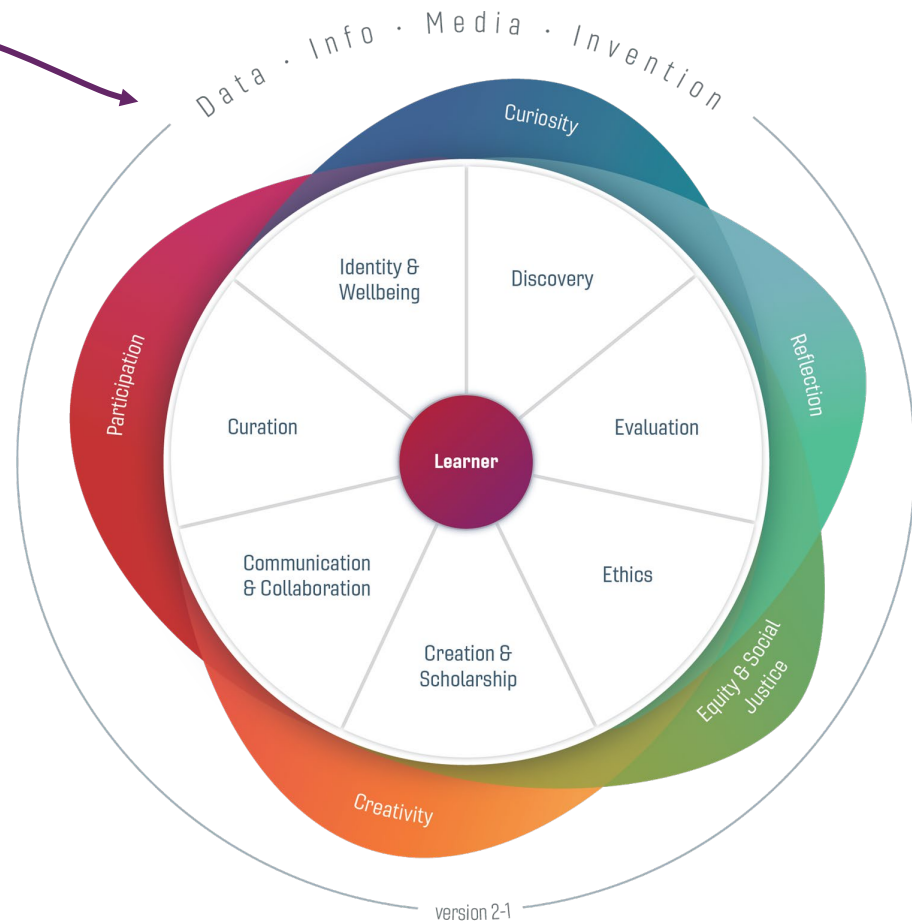 Data · Info · Media · Invention
Curiosity
Reflection
Equity & Social
Justice
Creativity
Participation
Identity &
Wellbeing
Discovery
Evaluation
Ethics
Creation &
Scholarship
Communication
& Collaboration
Curation
Learner
version 2-1